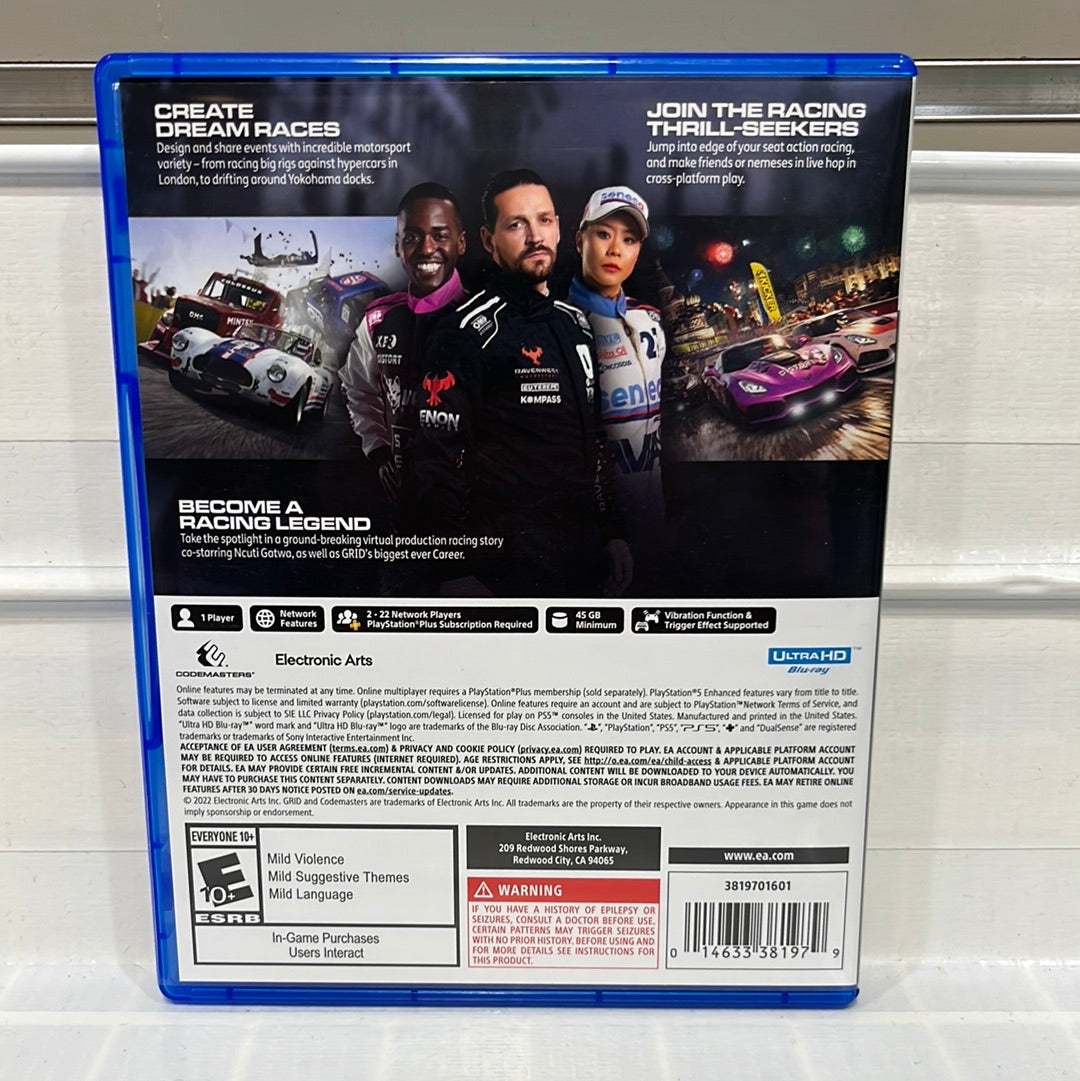 CREATE
DREAM RACES
Design and share events with incredible motorsport
variety – from racing big rigs against hypercars in
London, to drifting around Yokohama docks.
JOIN THE RACING
THRILL-SEEKERS
Jump into edge of your seat action racing,
and make friends or nemeses in live hop in
cross-platform play.
COLOSSUS
OMG
MINTEX
seneca
OMP
RAVENWEST
MOTORSPORT
KOMPASS
ENON
CONCORDIA
2
BECOME A
RACING LEGEND
Take the spotlight in a ground-breaking virtual production racing story
co-starring Ncuti Gatwa, as well as GRID's biggest ever Career.
1 Player
Network
Features
2 - 22 Network Players
PlayStation®Plus Subscription Required
45 GB
Minimum
Vibration Function &
Trigger Effect Supported
CODEMASTERS®
Electronic Arts
ULTRA HD™
Blu-ray
Online features may be terminated at any time. Online multiplayer requires a PlayStation®Plus membership (sold separately). PlayStation®5 Enhanced features vary from title to title.
Software subject to license and limited warranty (playstation.com/softwarelicense). Online features require an account and are subject to PlayStation™Network Terms of Service, and
data collection is subject to SIE LLC Privacy Policy (playstation.com/legal). Licensed for play on PS5™ consoles in the United States. Manufactured and printed in the United States.
"Ultra HD Blu-ray™" word mark and "Ultra HD Blu-ray™" logo are trademarks of the Blu-ray Disc Association. "", "PlayStation", "PS5", "PS5", "" and "DualSense" are registered
trademarks or trademarks of Sony Interactive Entertainment Inc.
ACCEPTANCE OF EA USER AGREEMENT (terms.ea.com) & PRIVACY AND COOKIE POLICY (privacy.ea.com) REQUIRED TO PLAY. EA ACCOUNT & APPLICABLE PLATFORM ACCOUNT
MAY BE REQUIRED TO ACCESS ONLINE FEATURES (INTERNET REQUIRED). AGE RESTRICTIONS APPLY, SEE http://o.ea.com/ea/child-access & APPLICABLE PLATFORM ACCOUNT
FOR DETAILS. EA MAY PROVIDE CERTAIN FREE INCREMENTAL CONTENT &/OR UPDATES. ADDITIONAL CONTENT WILL BE DOWNLOADED TO YOUR DEVICE AUTOMATICALLY. YOU
MAY HAVE TO PURCHASE THIS CONTENT SEPARATELY. CONTENT DOWNLOADS MAY REQUIRE ADDITIONAL STORAGE OR INCUR BROADBAND USAGE FEES. EA MAY RETIRE ONLINE
FEATURES AFTER 30 DAYS NOTICE POSTED ON ea.com/service-updates.
© 2022 Electronic Arts Inc. GRID and Codemasters are trademarks of Electronic Arts Inc. All trademarks are the property of their respective owners. Appearance in this game does not
imply sponsorship or endorsement.
EVERYONE 10+
E
10+
ESRB
Mild Violence
Mild Suggestive Themes
Mild Language
In-Game Purchases
Users Interact
Electronic Arts Inc.
209 Redwood Shores Parkway,
Redwood City, CA 94065
WARNING
IF YOU HAVE A HISTORY OF EPILEPSY OR
SEIZURES, CONSULT A DOCTOR BEFORE USE.
CERTAIN PATTERNS MAY TRIGGER SEIZURES
WITH NO PRIOR HISTORY. BEFORE USING AND
FOR MORE DETAILS SEE INSTRUCTIONS FOR
THIS PRODUCT.
www.ea.com
3819701601
0 14633 38197 9